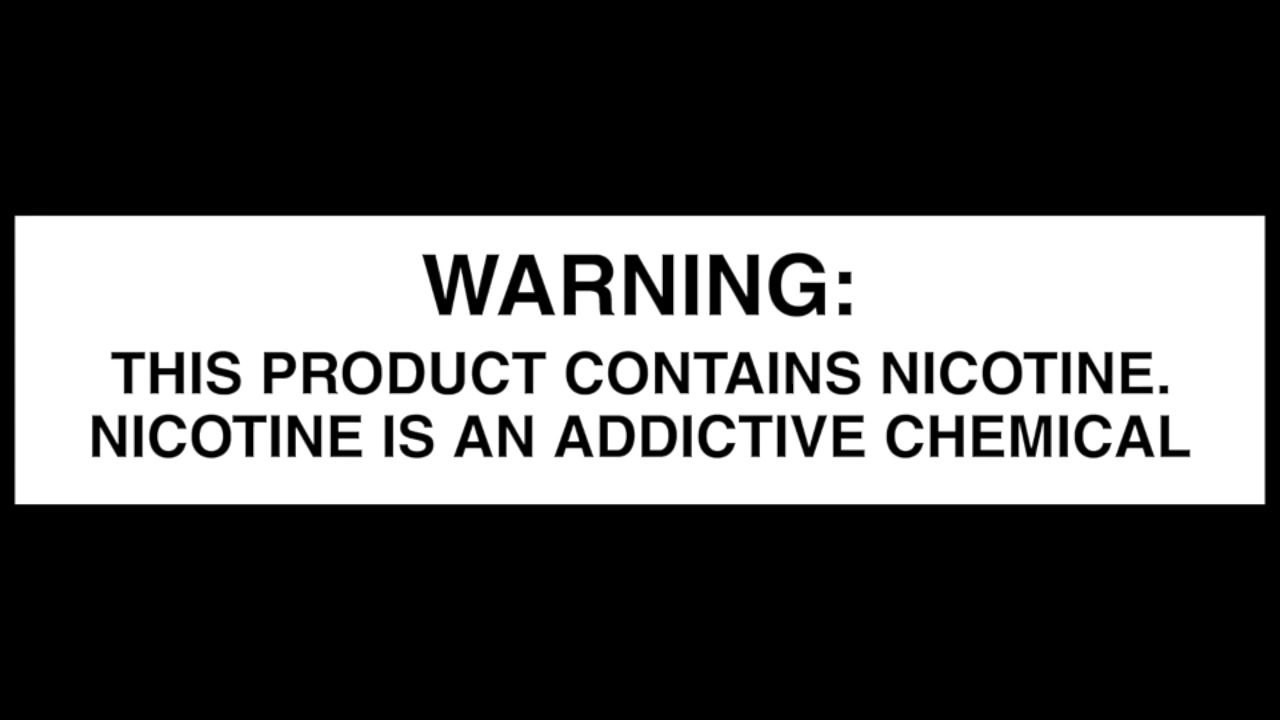 WARNING:
THIS PRODUCT CONTAINS NICOTINE.
NICOTINE IS AN ADDICTIVE CHEMICAL